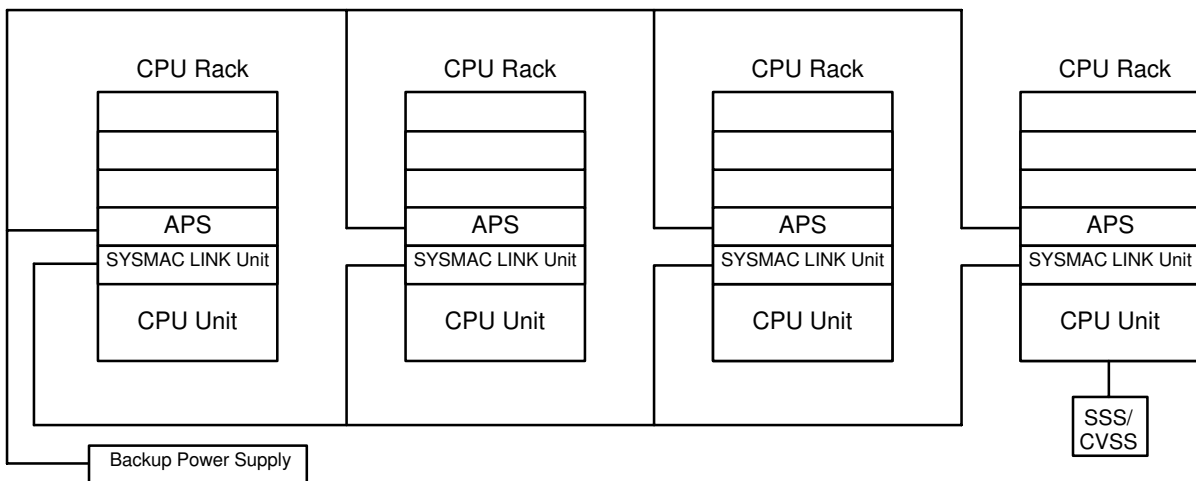 CPU Rack CPU Rack CPU Rack CPU Rack
APS APS APS APS
SYSMAC LINK Unit SYSMAC LINK Unit SYSMAC LINK Unit SYSMAC LINK Unit
CPU Unit CPU Unit CPU Unit CPU Unit
SSS/
CVSS
Backup Power Supply